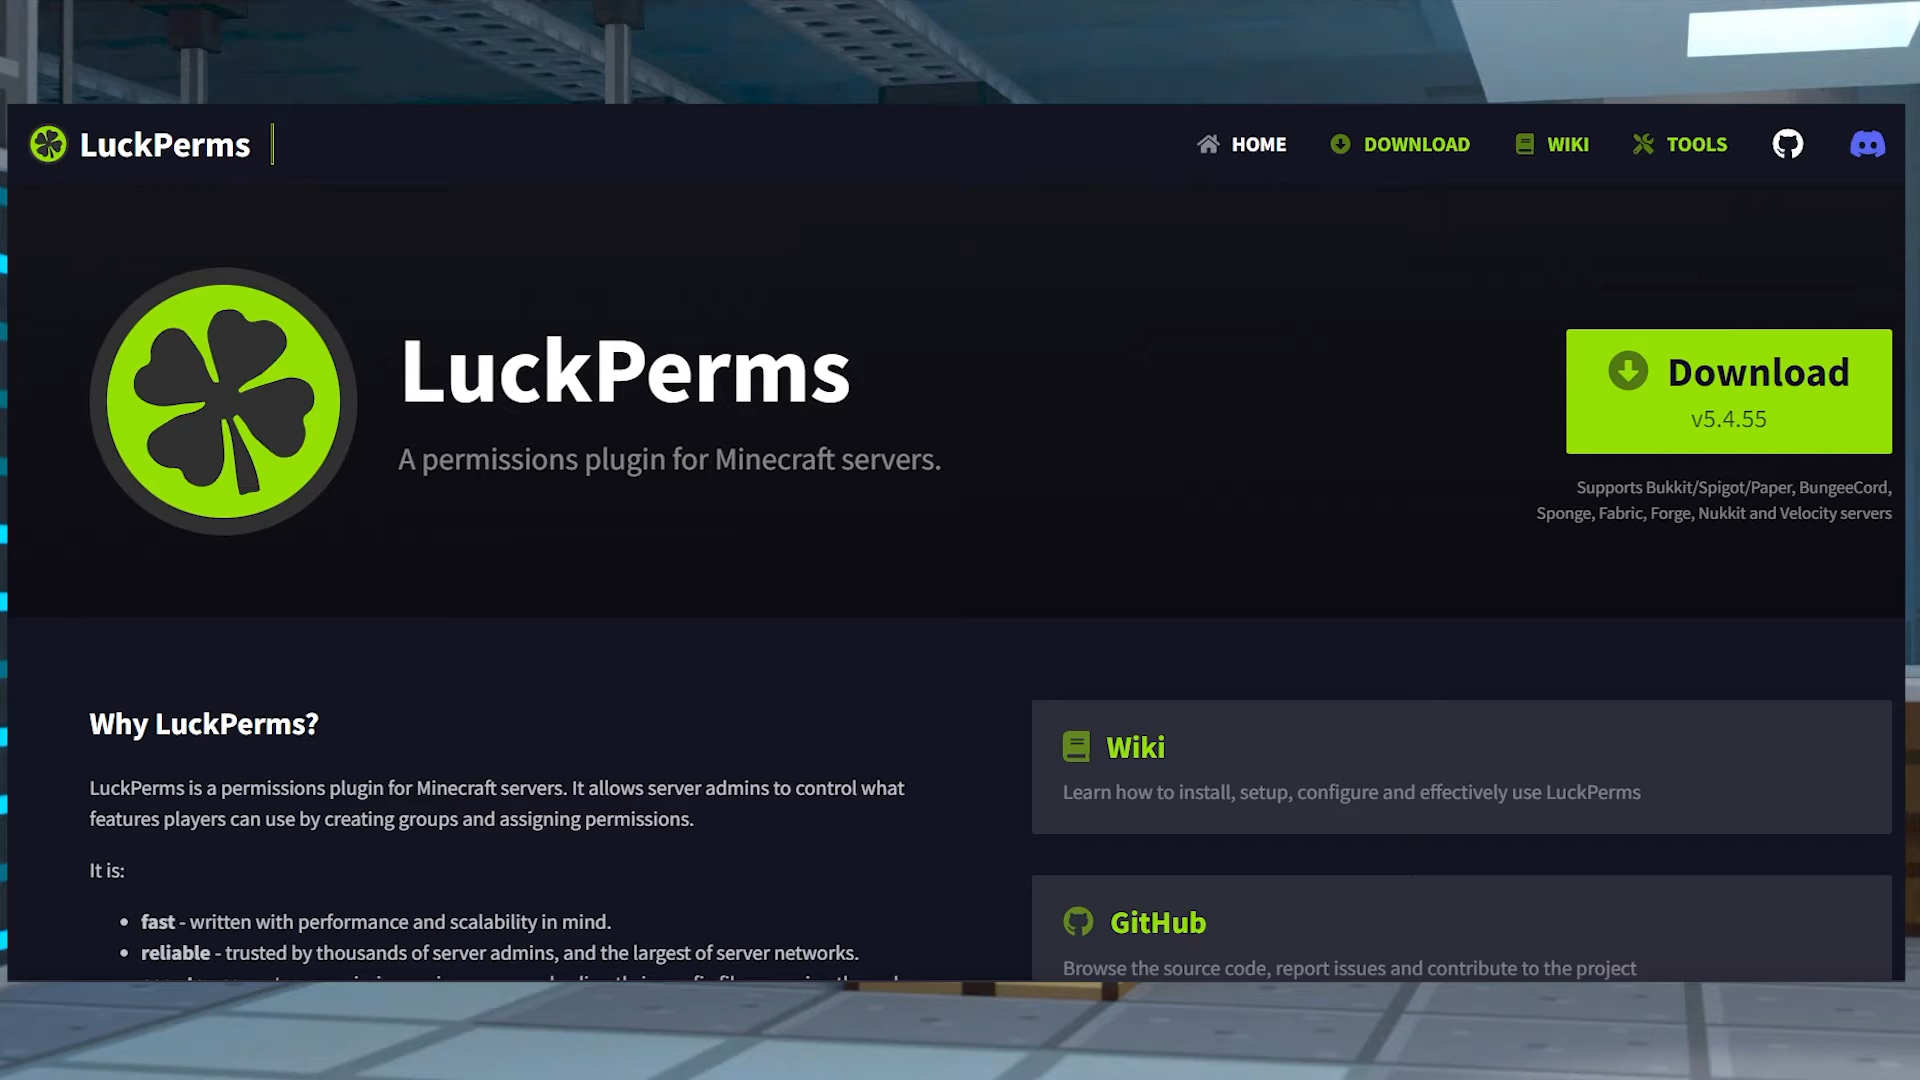 LuckPerms
HOME
DOWNLOAD
WIKI
TOOLS
LuckPerms
A permissions plugin for Minecraft servers.
Download
v5.4.55
Supports Bukkit/Spigot/Paper, BungeeCord,
Sponge, Fabric, Forge, Nukkit and Velocity servers
Why LuckPerms?
LuckPerms is a permissions plugin for Minecraft servers. It allows server admins to control what
features players can use by creating groups and assigning permissions.
It is:
• fast - written with performance and scalability in mind.
• reliable - trusted by thousands of server admins, and the largest of server networks.
Wiki
Learn how to install, setup, configure and effectively use LuckPerms
GitHub
Browse the source code, report issues and contribute to the project